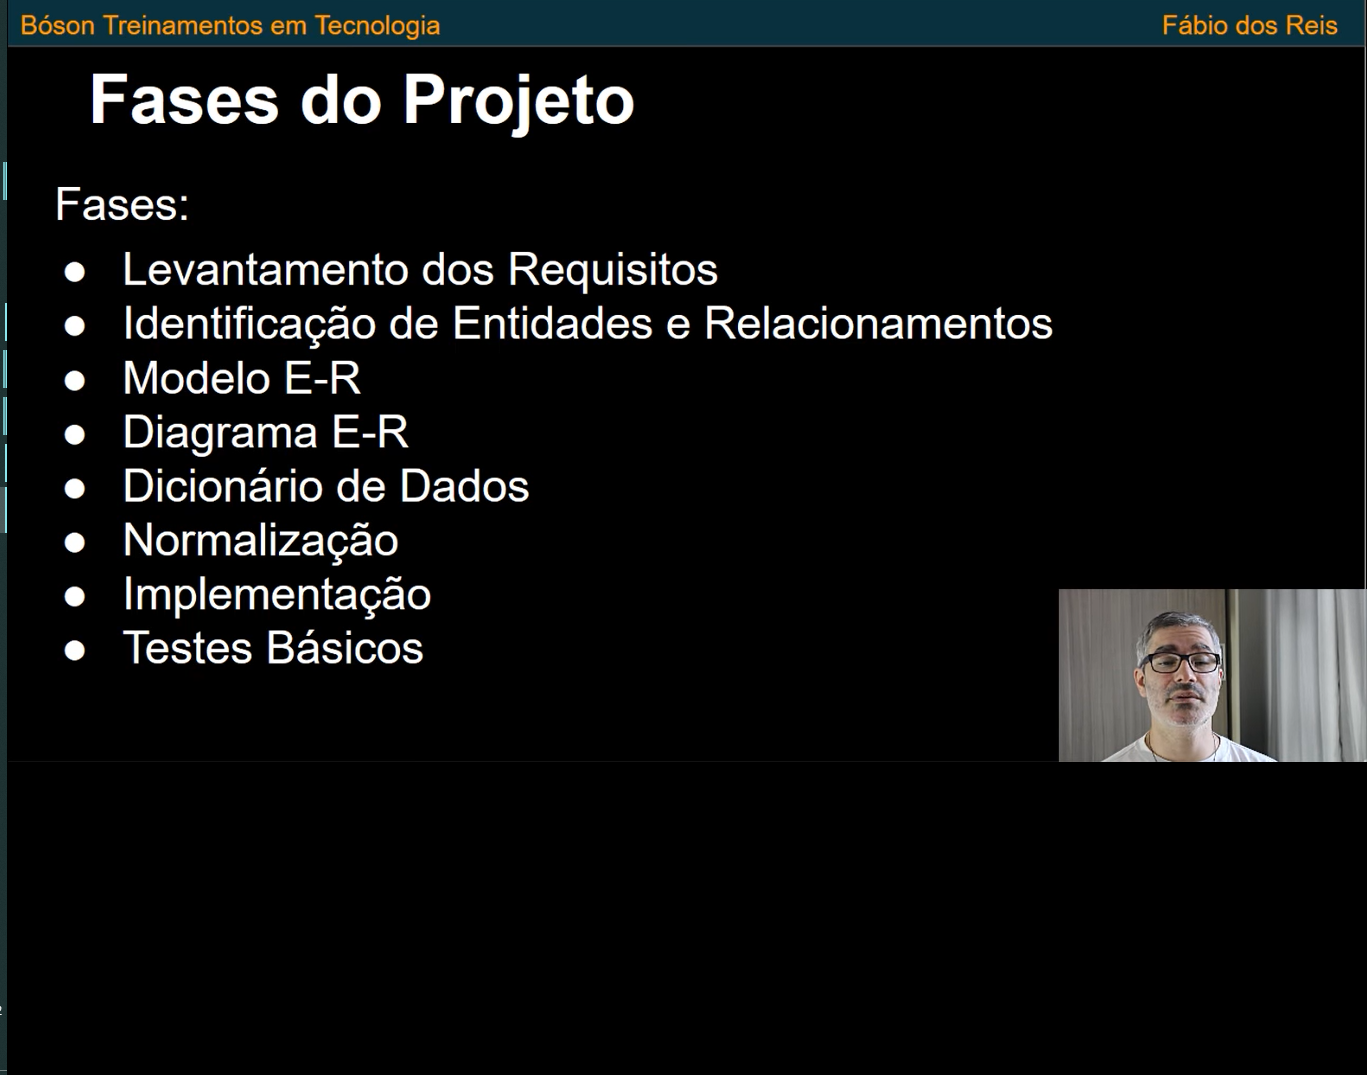 Bóson Treinamentos em Tecnologia
Fábio dos Reis
Fases do Projeto
Fases:
● Levantamento dos Requisitos
● Identificação de Entidades e Relacionamentos
● Modelo E-R
● Diagrama E-R
● Dicionário de Dados
● Normalização
● Implementação
● Testes Básicos